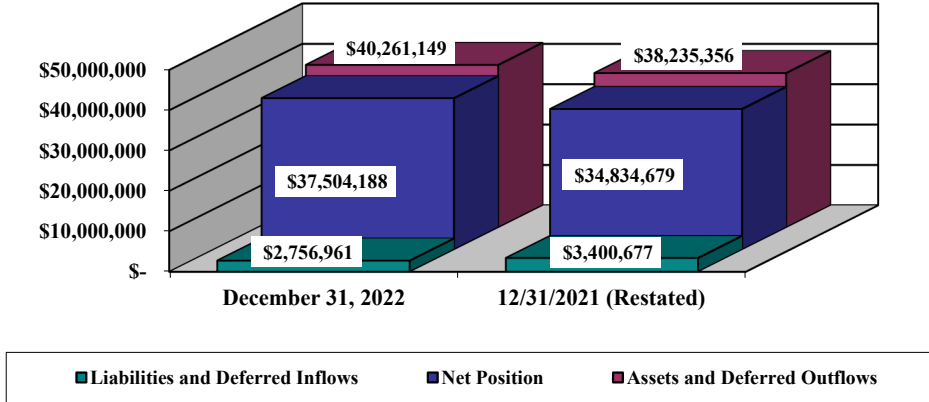 $40,261,149
$38,235,356
$50,000,000
$40,000,000
$30,000,000
$37,504,188
$34,834,679
$20,000,000
$10,000,000
$2,756,961
$3,400,677
$-
December 31, 2022
12/31/2021 (Restated)
Liabilities and Deferred Inflows
Net Position
Assets and Deferred Outflows